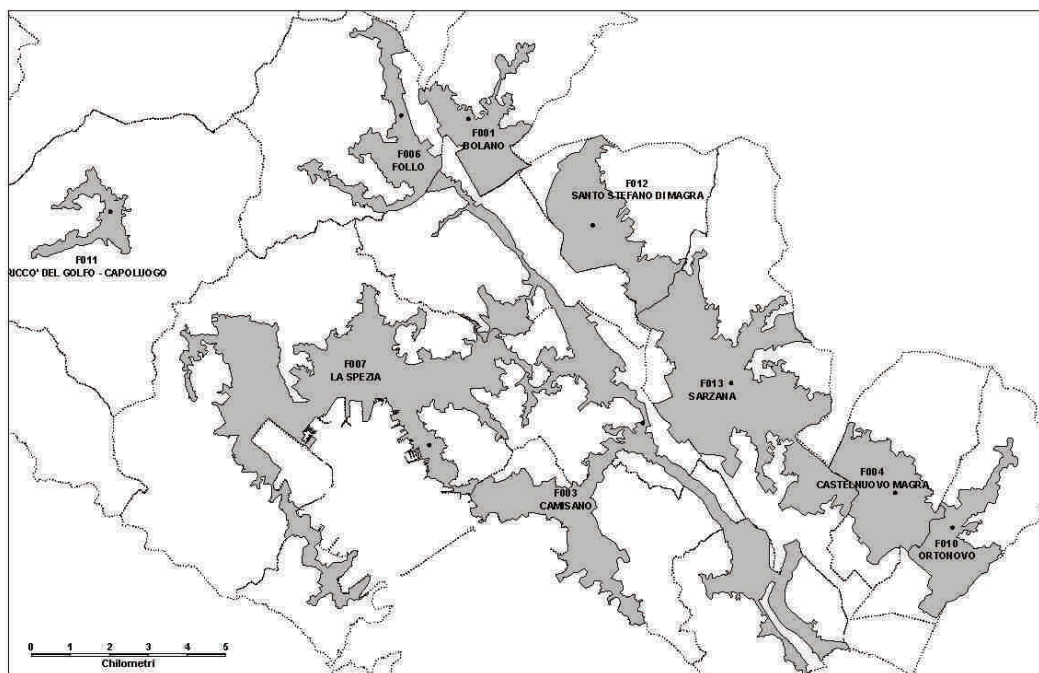 F001
BOLANO
F006
FOLLO
F012
SANTO STEFANO DI MAGRA
F011
RICCO' DEL GOLFO - CAPOLUOGO
F007
LA SPEZIA
F013
SARZANA
F004
CASTELNUOVO MAGRA
F003
CAMISANO
F010
ORTONOVO
0 1 2 3 4 5
Chilometri